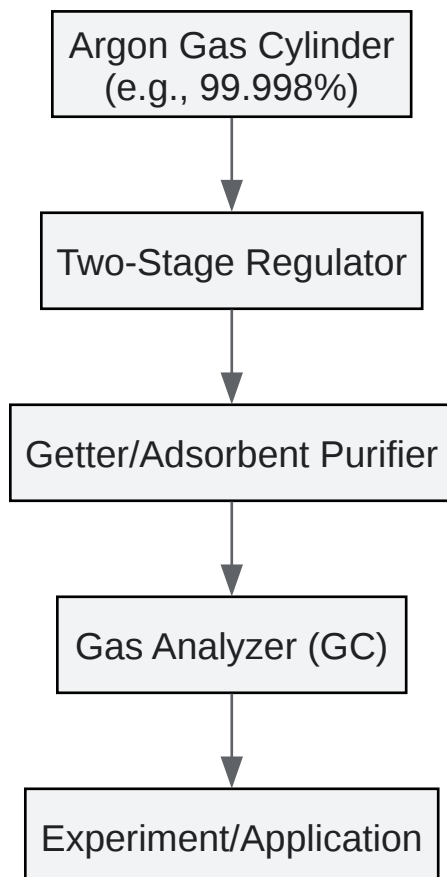 Argon Gas Cylinder
(e.g., 99.998%)
Two-Stage Regulator
Getter/Adsorbent Purifier
Gas Analyzer (GC)
Experiment/Application